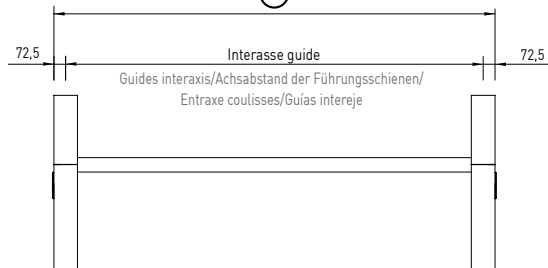 72,5
Interasse guide
72,5
Guides interaxis/Achsabstand der Führungsschienen/
Entraxe coulisses/Guías intereje